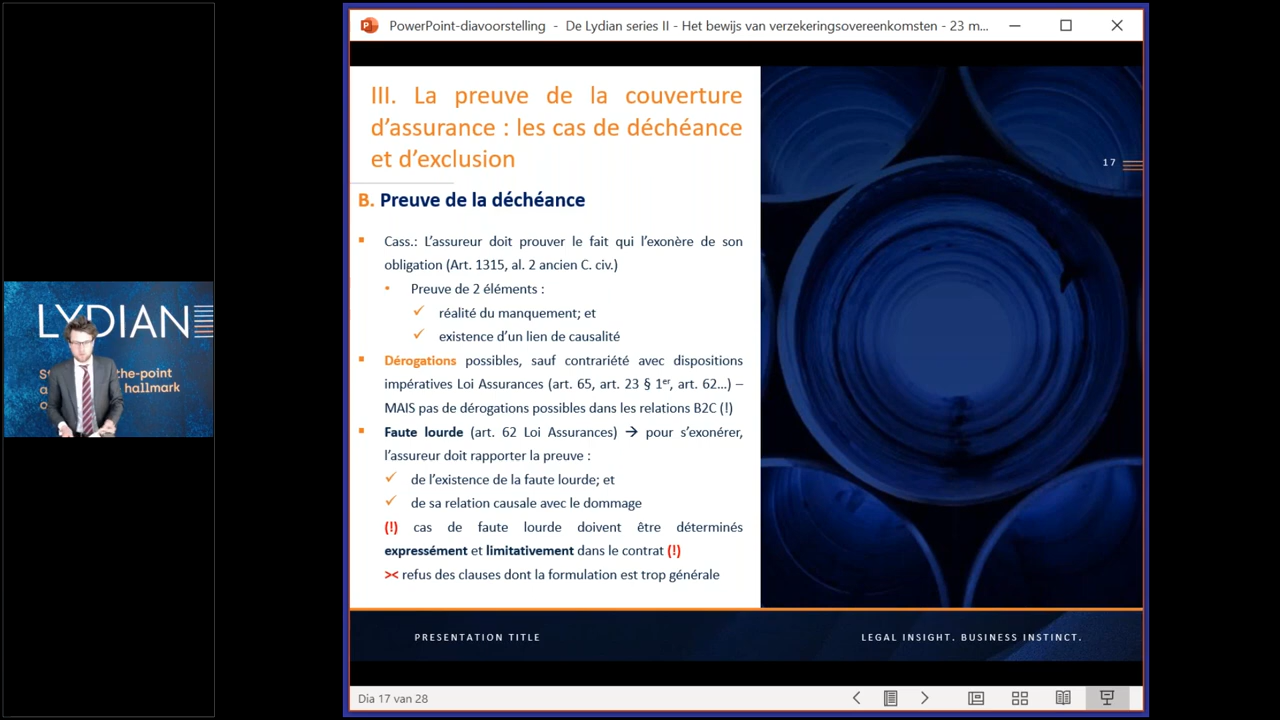 PowerPoint-diavoorstelling - De Lydian series II - Het bewijs van verzekeringsovereenkomsten - 23 m...
III. La preuve de la couverture
d’assurance : les cas de déchéance
et d’exclusion
17
B. Preuve de la déchéance
▪ Cass.: L’assureur doit prouver le fait qui l’exonère de son
obligation (Art. 1315, al. 2 ancien C. civ.)
• Preuve de 2 éléments :
✓ réalité du manquement; et
✓ existence d’un lien de causalité
▪ Dérogations possibles, sauf contrariété avec dispositions
impératives Loi Assurances (art. 65, art. 23 § 1er, art. 62…) –
MAIS pas de dérogations possibles dans les relations B2C (!)
▪ Faute lourde (art. 62 Loi Assurances) → pour s’exonérer,
l’assureur doit rapporter la preuve :
✓ de l’existence de la faute lourde; et
✓ de sa relation causale avec le dommage
(!) cas de faute lourde doivent être déterminés
expressément et limitativement dans le contrat (!)
>< refus des clauses dont la formulation est trop générale
PRESENTATION TITLE
LEGAL INSIGHT. BUSINESS INSTINCT.
Dia 17 van 28
LYDIAN
the-point
hallmark